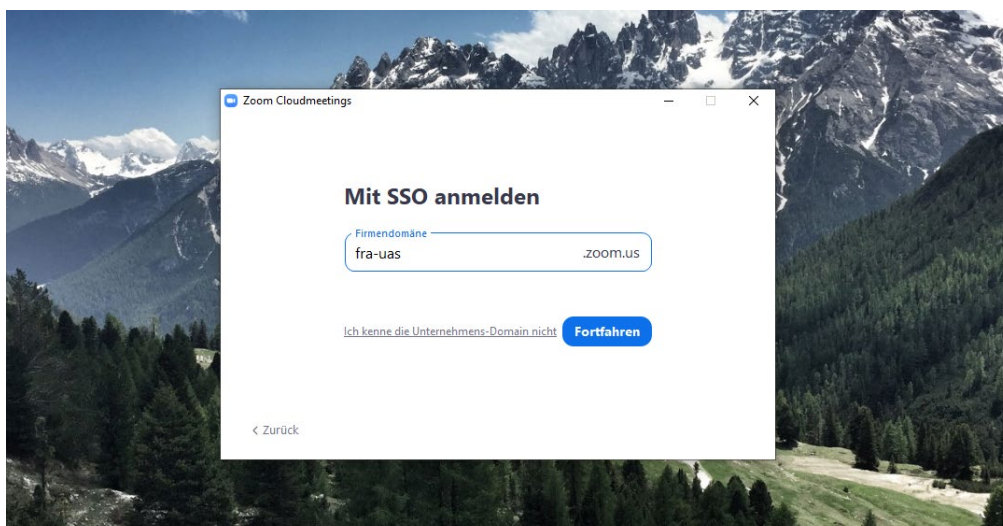 Zoom Cloudmeetings
Mit SSO anmelden
Firmendomäne
fra-uas .zoom.us
Ich kenne die Unternehmens-Domain nicht Fortfahren
< Zurück